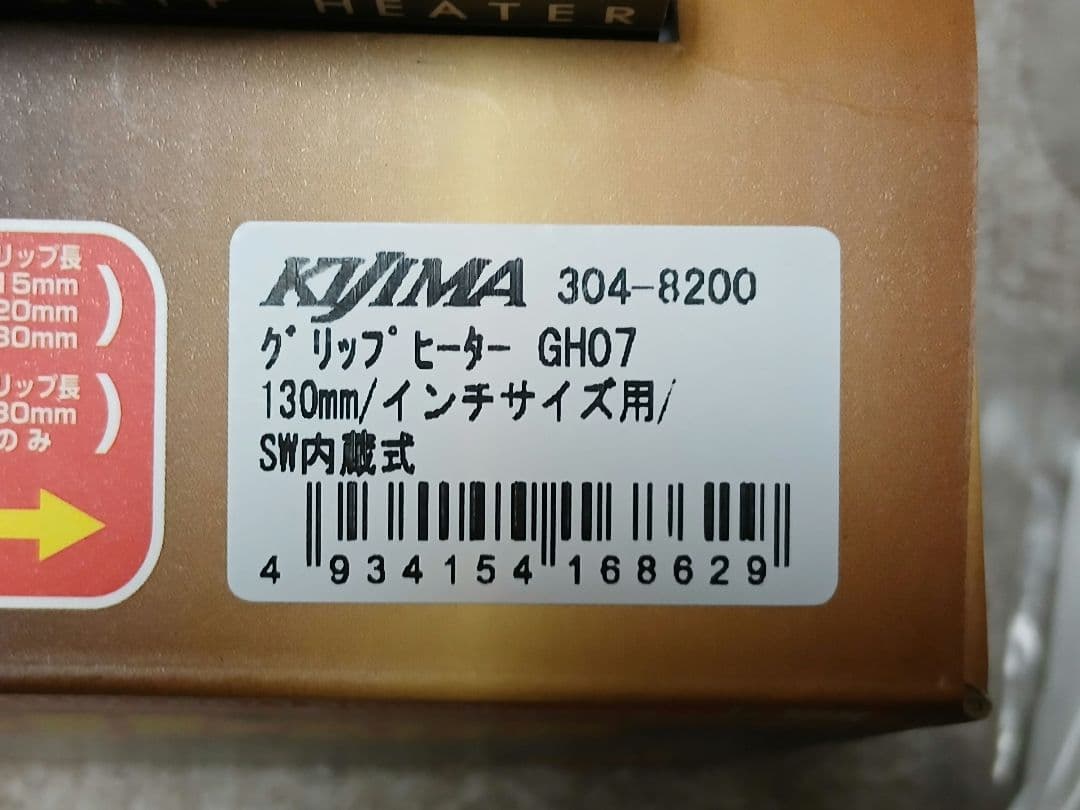 HEATER
リップ長
15mm
20mm
30mm
リップ長
30mm
のみ
KIJIMA 304-8200
グリップヒーター GH07
130mm/インチサイズ用/
SW内蔵式
4 934154 168629